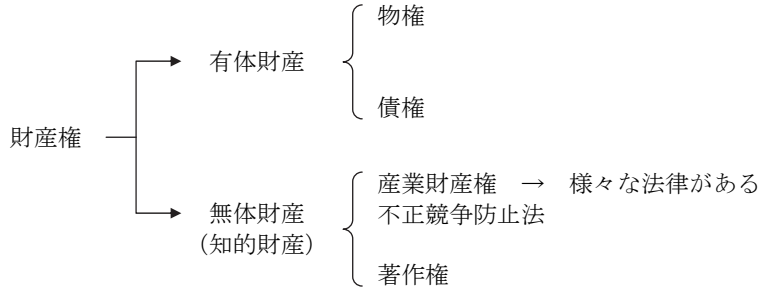 財産権
有体財産
物権
債権
無体財産
(知的財産)
産業財産権 → 様々な法律がある
不正競争防止法
著作権